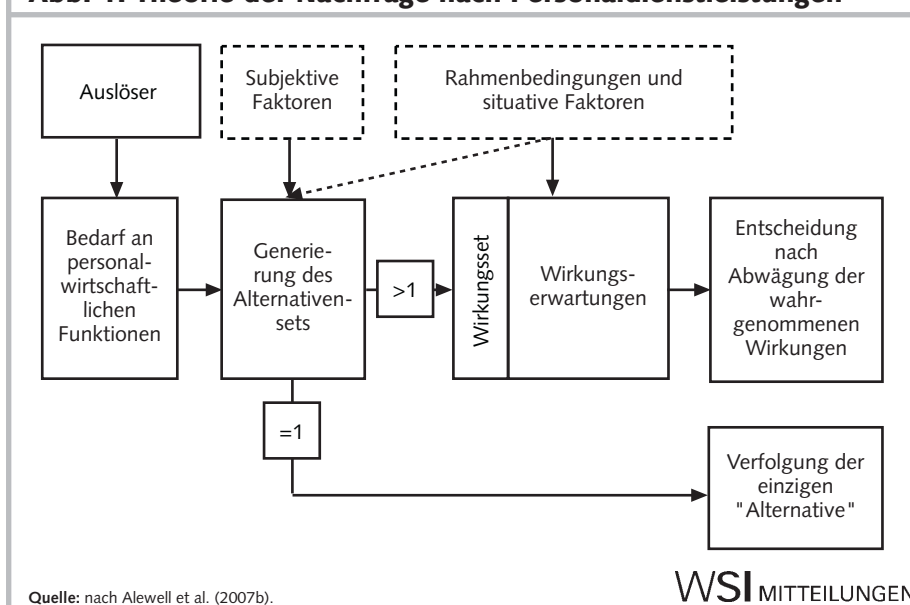 Abb. 1: Theorie der Nachfrage nach Personaldienstleistungen
Auslöser
Subjektive
Faktoren
Rahmenbedingungen und
situative Faktoren
Bedarf an
personal-
wirtschaft-
lichen
Funktionen
Generie-
rung des
Alternativen-
sets
>1
Wirkungsset
Wirkungs-
erwartungen
Entscheidung
nach
Abwägung der
wahr-
genommenen
Wirkungen
=1
Verfolgung der
einzigen
"Alternative"
Quelle: nach Alewell et al. (2007b).
WSI MITTEILUNGEN